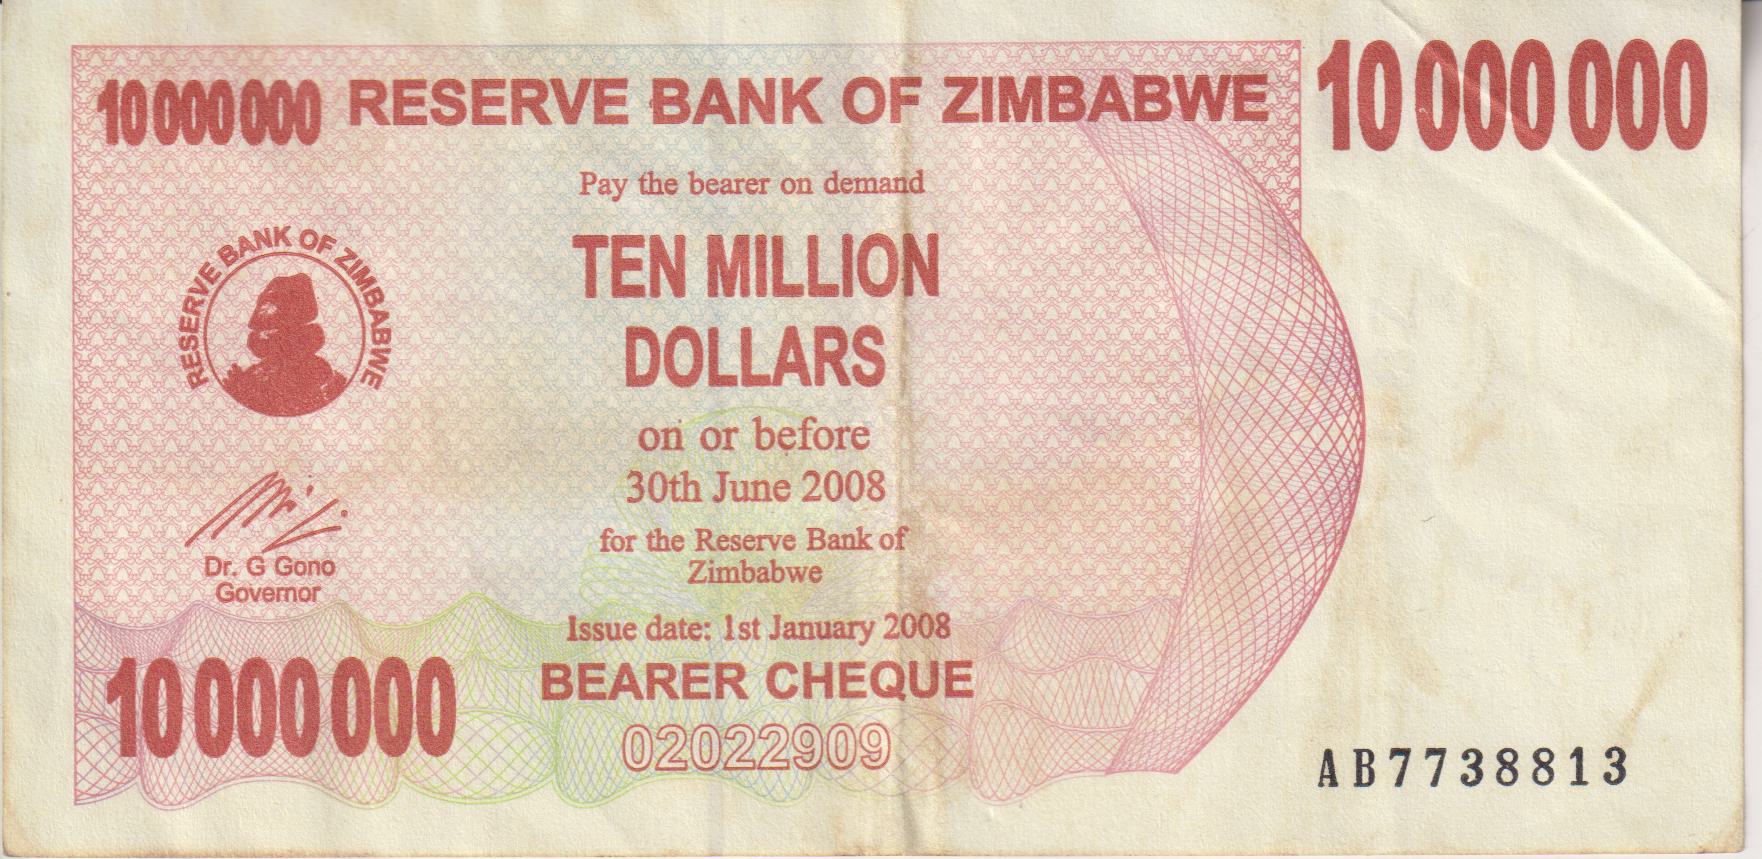 10 000 000 RESERVE BANK OF ZIMBABWE 10 000 000
Pay the bearer on demand
TEN MILLION
DOLLARS
RESERVE BANK OF ZIMBABWE
on or before
30th June 2008
for the Reserve Bank of
Zimbabwe
Dr. G Gono
Governor
Issue date: 1st January 2008
10 000 000
BEARER CHEQUE
02022909
AB7738813